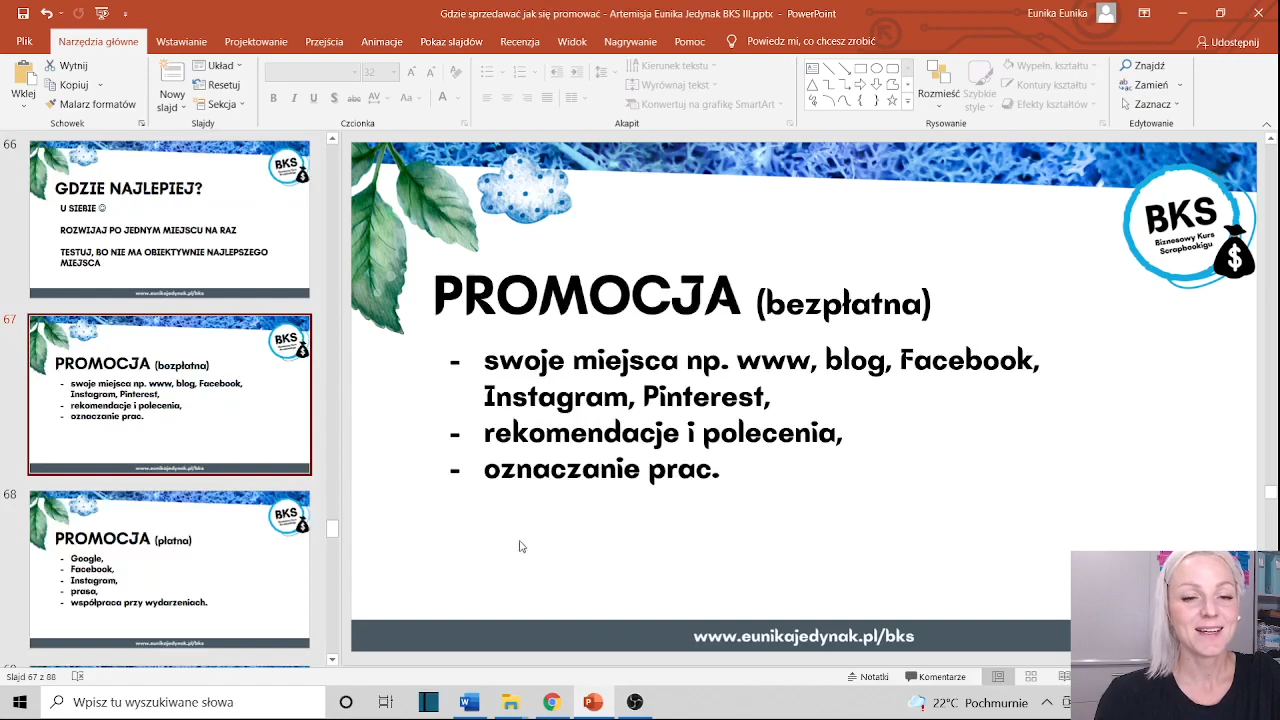 Gdzie sprzedawać jak się promować - Artemisja Eunika Jedynak BKS III.pptx - PowerPoint
Eunika Eunika
Plik
Narzędzia główne
Wstawianie
Projektowanie
Przejścia
Animacje
Pokaz slajdów
Recenzja
Widok
Nagrywanie
Pomoc
Powiedz mi, co chcesz zrobić
Udostępnij
Wklej
Wytnij
Kopiuj
Malarz formatów
Schowek
Nowy slajd
Układ
Resetuj
Sekcja
Slajdy
32
Czcionka
Kierunek tekstu
Wyrównaj tekst
Konwertuj na grafikę SmartArt
Akapit
Rozmieść
Szybkie style
Wypełn. kształtu
Kontury kształtu
Efekty kształtów
Rysowanie
Znajdź
Zamień
Zaznacz
Edytowanie
66
BKS
GDZIE NAJLEPIEJ?
U SIEBIE ☺
ROZWIJAJ PO JEDNYM MIEJSCU NA RAZ
TESTUJ, BO NIE MA OBIEKTYWNIE NAJLEPSZEGO
MIEJSCA
www.eunikajedynak.pl/bks
67
BKS
PROMOCJA (bezpłatna)
- swoje miejsca np. www, blog, Facebook,
Instagram, Pinterest,
- rekomendacje i polecenia,
- oznaczanie prac.
www.eunikajedynak.pl/bks
68
BKS
PROMOCJA (płatna)
- Google,
- Facebook,
- Instagram,
- prasa,
- współpraca przy wydarzeniach.
www.eunikajedynak.pl/bks
BKS
Biznesowy Kurs
Scrapbookigu
$
PROMOCJA (bezpłatna)
- swoje miejsca np. www, blog, Facebook,
Instagram, Pinterest,
- rekomendacje i polecenia,
- oznaczanie prac.
www.eunikajedynak.pl/bks
Slajd 67 z 88
Notatki
Komentarze
Wpisz tu wyszukiwane słowa
22°C Pochmurnie